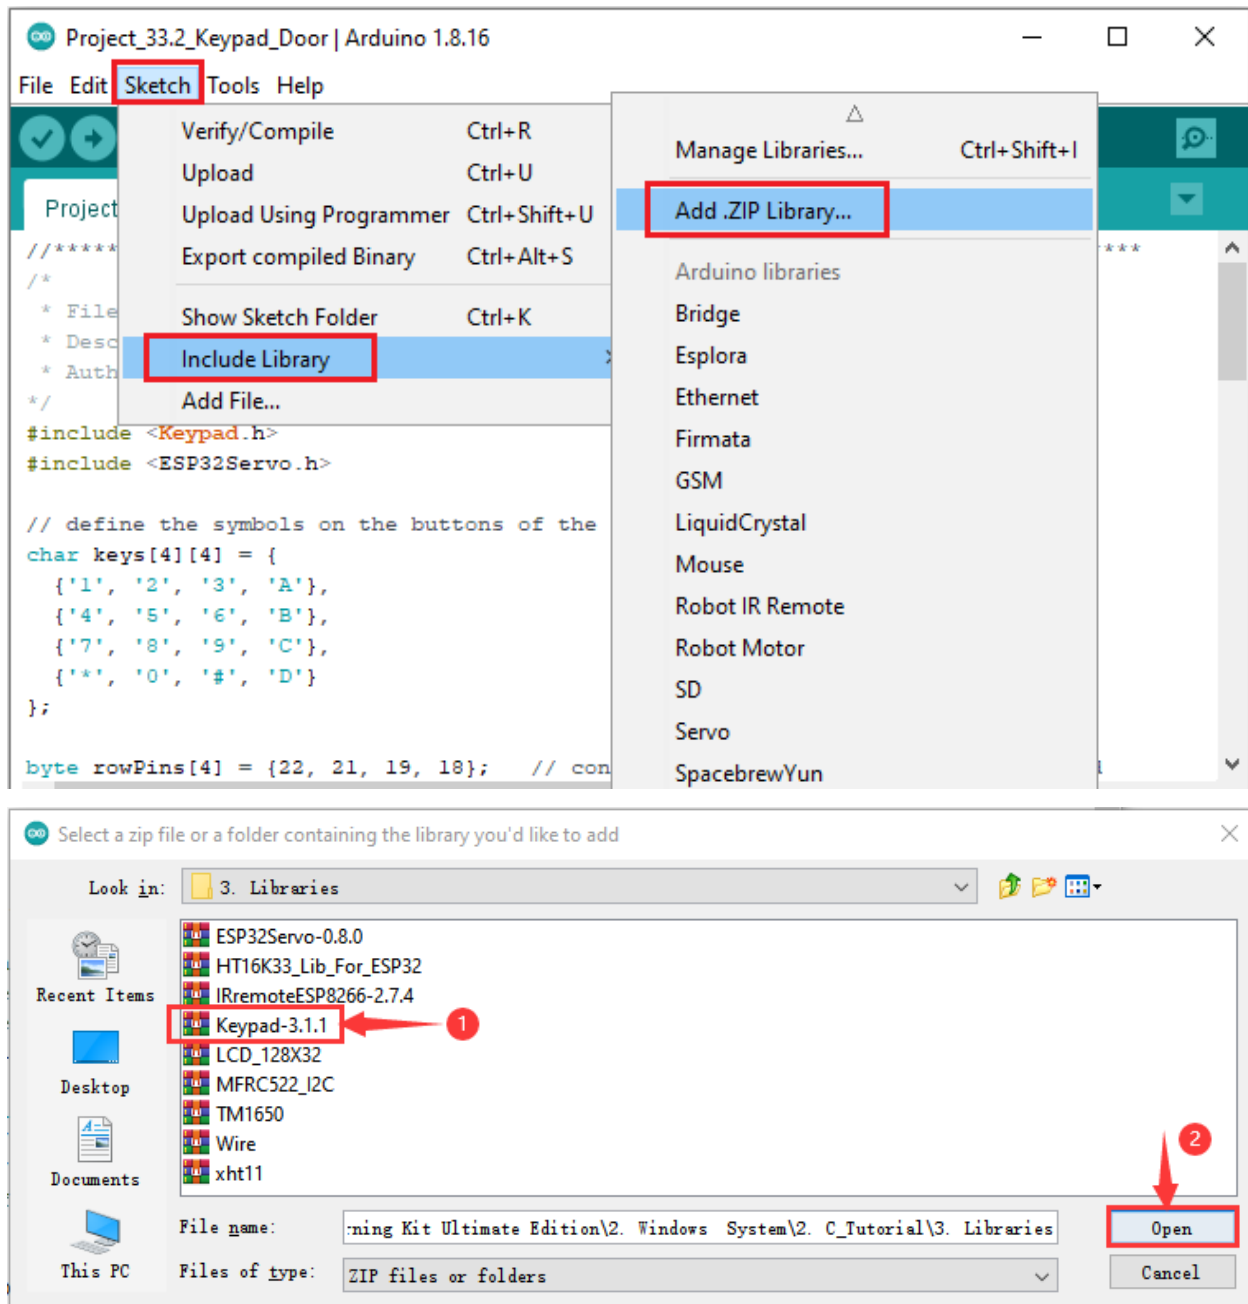 Project_33.2_Keypad_Door | Arduino 1.8.16
File Edit Sketch Tools Help
Verify/Compile Ctrl+R
Upload Ctrl+U
Upload Using Programmer Ctrl+Shift+U
Export compiled Binary Ctrl+Alt+S
Show Sketch Folder Ctrl+K
Include Library
Add File...
Manage Libraries... Ctrl+Shift+I
Add .ZIP Library...
Arduino libraries
Bridge
Esplora
Ethernet
Firmata
GSM
LiquidCrystal
Mouse
Robot IR Remote
Robot Motor
SD
Servo
SpacebrewYun
Project
//***** ****
/*
* File
* Desc
* Auth
*/
#include <Keypad.h>
#include <ESP32Servo.h>
// define the symbols on the buttons of the
char keys[4][4] = {
{'1', '2', '3', 'A'},
{'4', '5', '6', 'B'},
{'7', '8', '9', 'C'},
{'*', '0', '#', 'D'}
};
byte rowPins[4] = {22, 21, 19, 18}; // con
Select a zip file or a folder containing the library you'd like to add
Look in: 3. Libraries
Recent Items
Desktop
Documents
This PC
ESP32Servo-0.8.0
HT16K33_Lib_For_ESP32
IRremoteESP8266-2.7.4
Keypad-3.1.1 1
LCD_128X32
MFRC522_I2C
TM1650
Wire
xht11
2
File name: :ning Kit Ultimate Edition\2. Windows System\2. C_Tutorial\3. Libraries Open
Files of type: ZIP files or folders Cancel